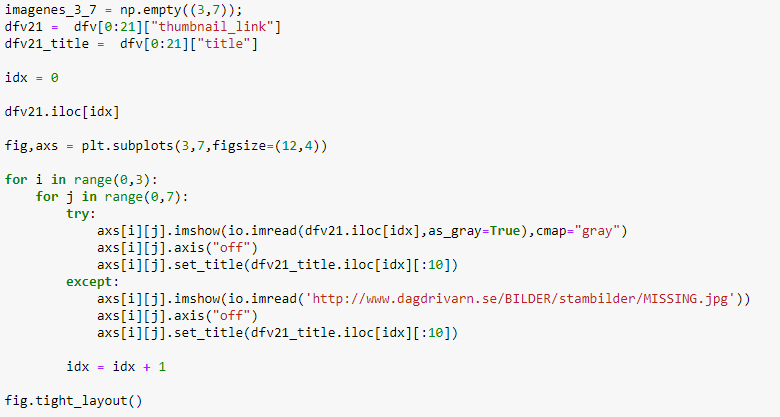 imagenes_3_7 = np.empty((3,7));
dfv21 =  dfv[0:21]["thumbnail_link"]
dfv21_title =  dfv[0:21]["title"]

idx = 0

dfv21.iloc[idx]

fig,axs = plt.subplots(3,7,figsize=(12,4))

for i in range(0,3):
    for j in range(0,7):
        try:
            axs[i][j].imshow(io.imread(dfv21.iloc[idx],as_gray=True),cmap="gray")
            axs[i][j].axis("off")
            axs[i][j].set_title(dfv21_title.iloc[idx][:10])
        except:
            axs[i][j].imshow(io.imread('http://www.dagdrivarn.se/BILDER/stambilder/MISSING.jpg'))
            axs[i][j].axis("off")
            axs[i][j].set_title(dfv21_title.iloc[idx][:10])

        idx = idx + 1

fig.tight_layout()